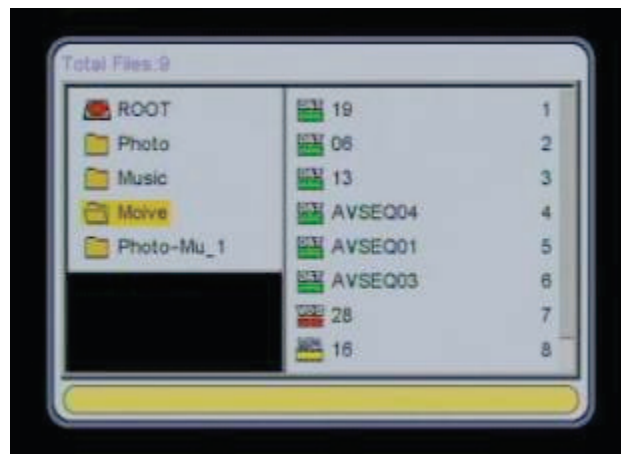 Total Files:9
ROOT
Photo
Music
Moive
Photo-Mu_1
19 1
06 2
13 3
AVSEQ04 4
AVSEQ01 5
AVSEQ03 6
28 7
16 8